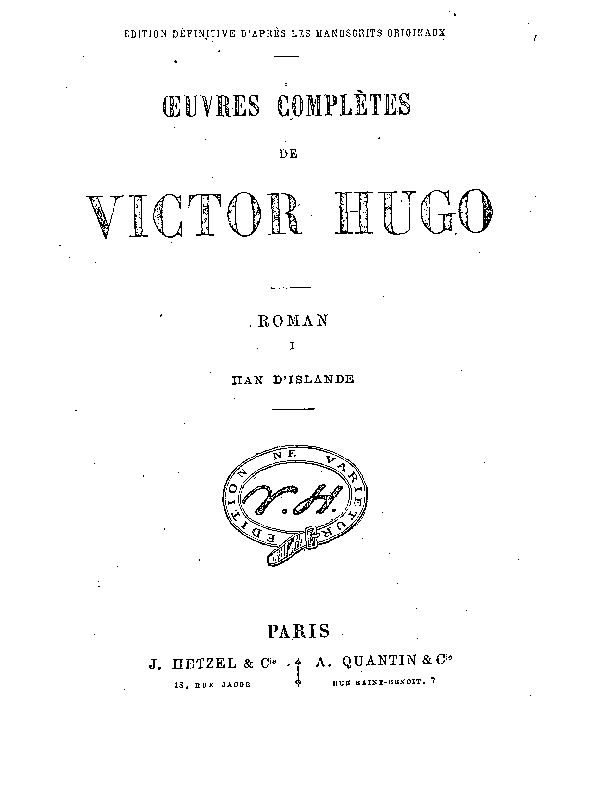 EDITION DÉFINITIVE D'APRÈS LES MANUSCRITS ORIGINAUX
ŒUVRES COMPLÈTES
DE
VICTOR HUGO
ROMAN
I
HAN D'ISLANDE
EDITION NE VARIETUR
V.H.
PARIS
J. HETZEL & Cie A. QUANTIN & Cie
18, RUE JACOB RUE SAINT-BENOIT, 7